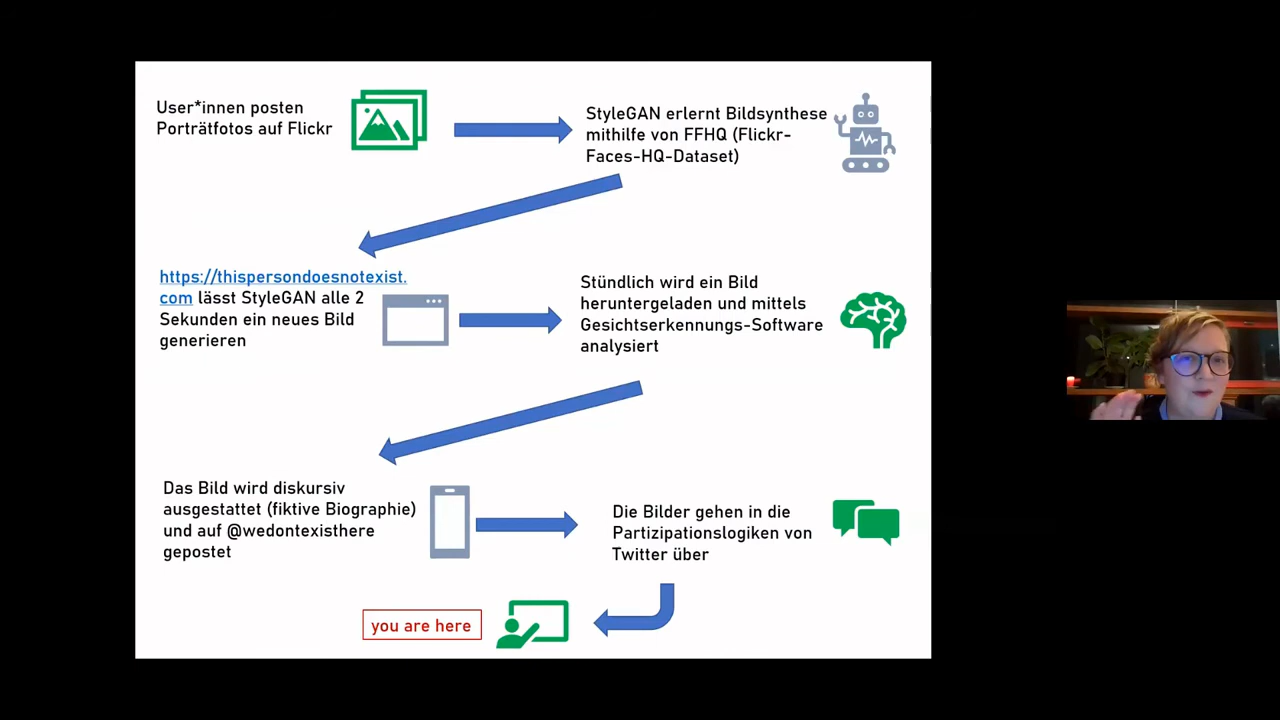 User*innen posten
Porträtfotos auf Flickr
StyleGAN erlernt Bildsynthese
mithilfe von FFHQ (Flickr-
Faces-HQ-Dataset)
https://thispersondoesnotexist.
com lässt StyleGAN alle 2
Sekunden ein neues Bild
generieren
Stündlich wird ein Bild
heruntergeladen und mittels
Gesichtserkennungs-Software
analysiert
Das Bild wird diskursiv
ausgestattet (fiktive Biographie)
und auf @wedontexisthere
gepostet
Die Bilder gehen in die
Partizipationslogiken von
Twitter über
you are here